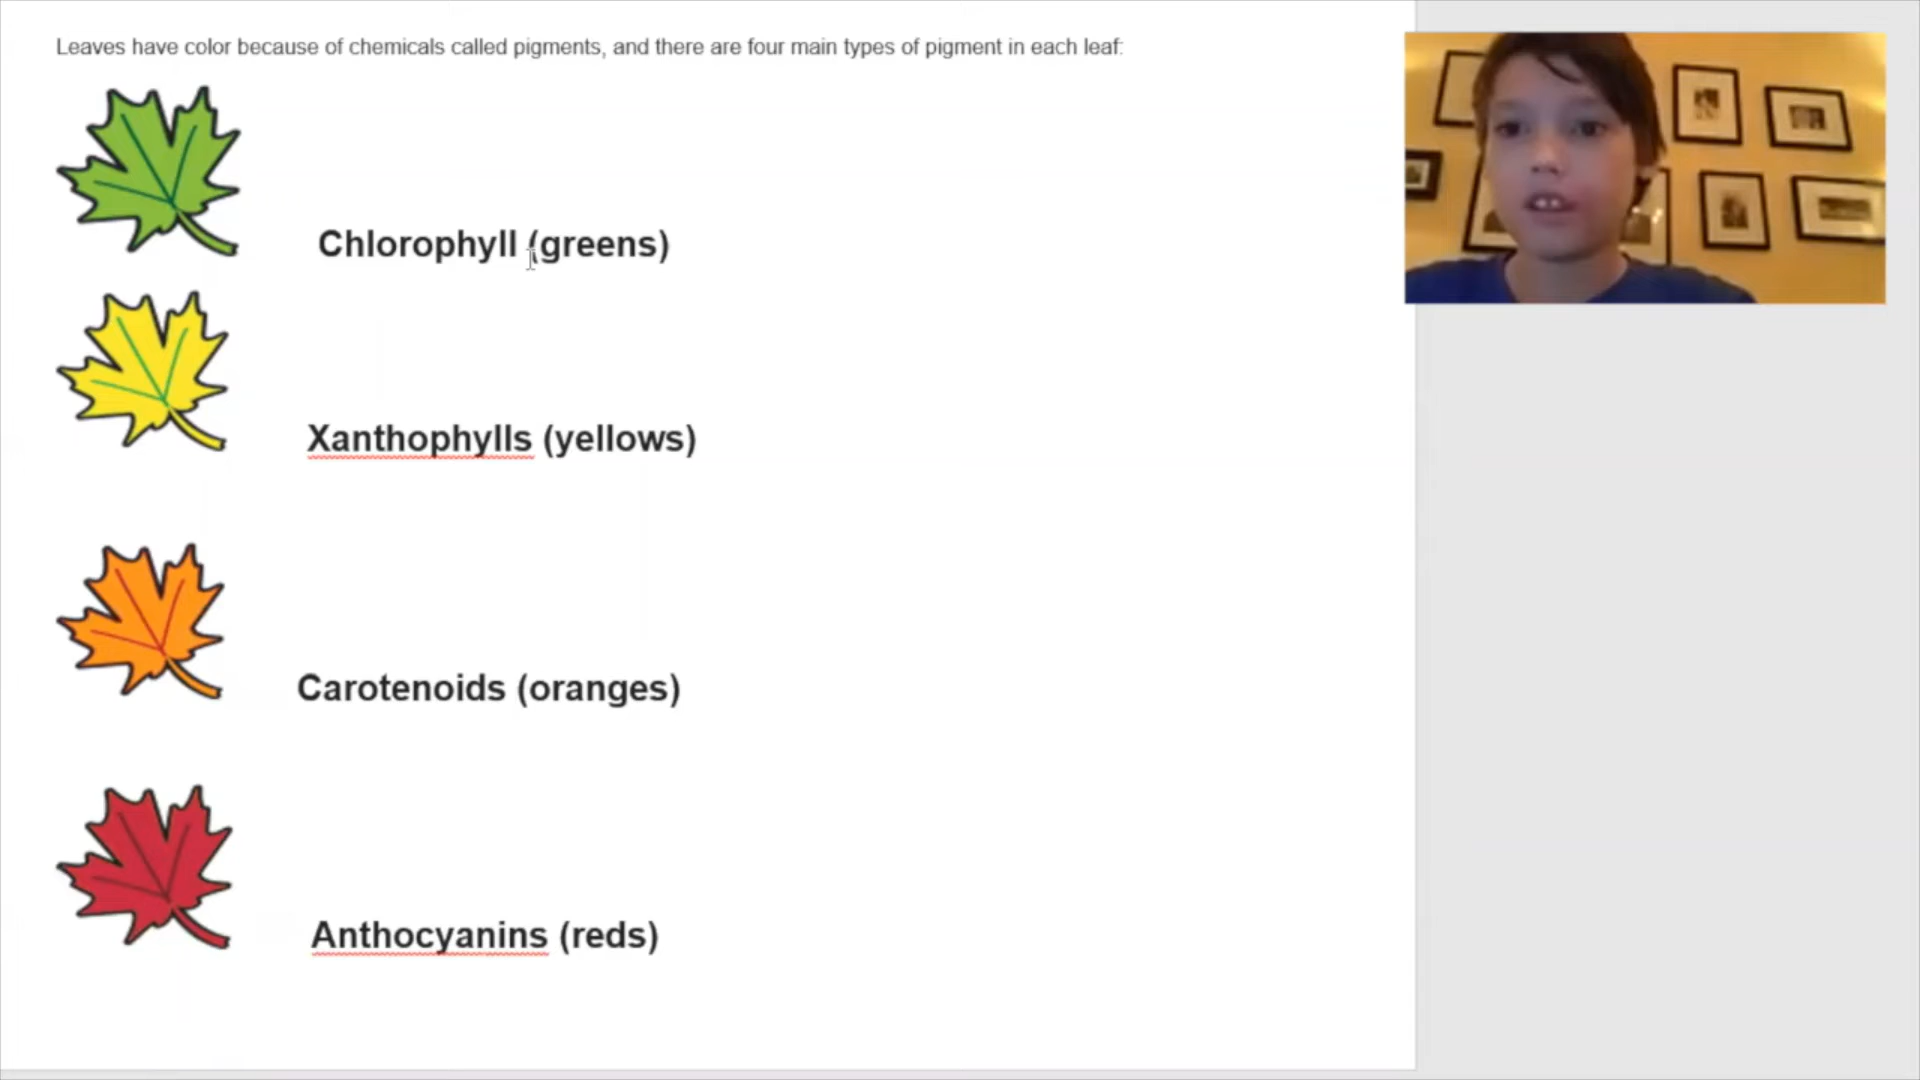 Leaves have color because of chemicals called pigments, and there are four main types of pigment in each leaf:
Chlorophyll (greens)
Xanthophylls (yellows)
Carotenoids (oranges)
Anthocyanins (reds)